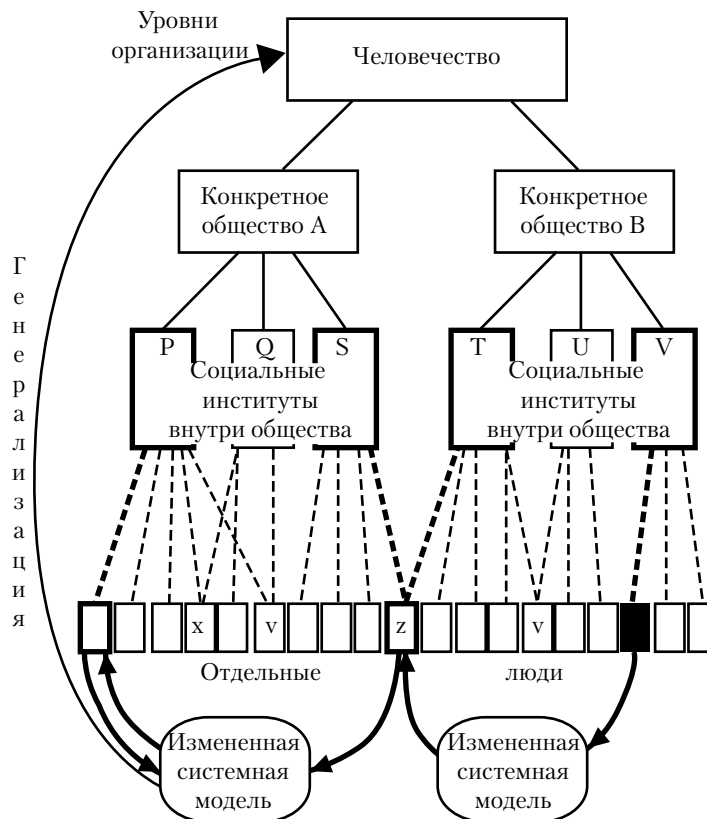 Уровни
организации
Человечество
Конкретное
общество А
Конкретное
общество В
Генерализация
P Q S
Социальные
институты
внутри общества
T U V
Социальные
институты
внутри общества
x v z v
Отдельные люди
Измененная
системная
модель
Измененная
системная
модель